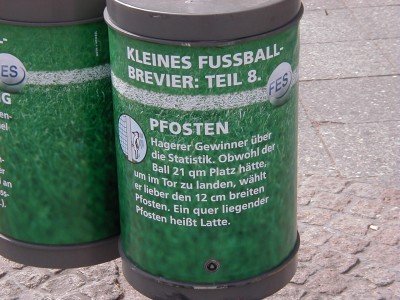 KLEINES FUSSBALL-
BREVIER: TEIL 8.
FES
PFOSTEN
Hagerer Gewinner über
die Statistik. Obwohl der
Ball 21 qm Platz hätte,
um im Tor zu landen, wählt
er lieber den 12 cm breiten
Pfosten. Ein quer liegender
Pfosten heißt Latte.
FES